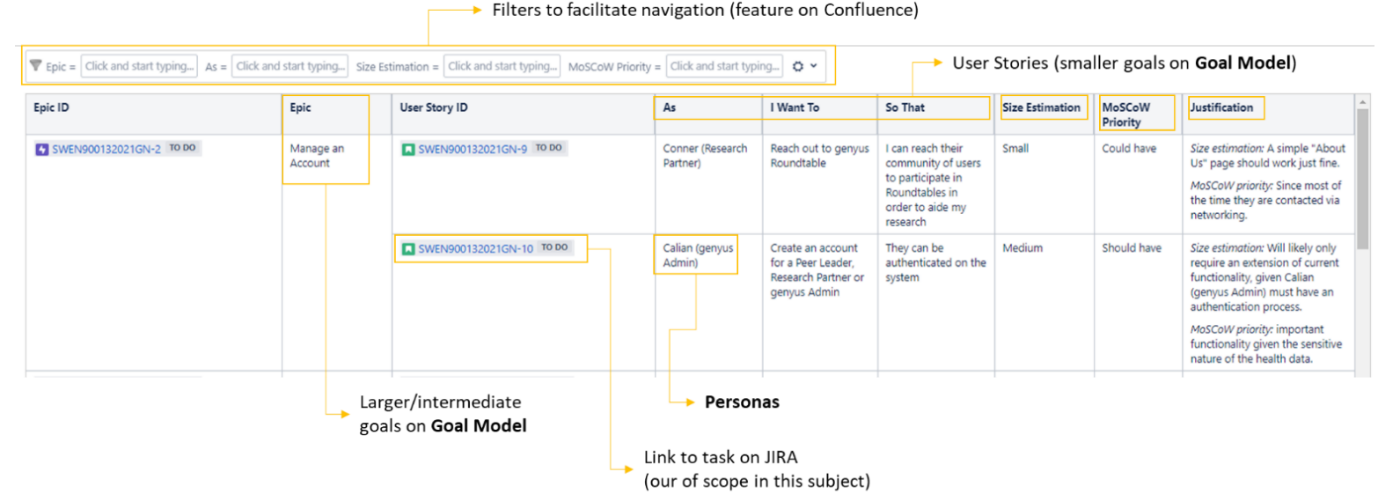 Filters to facilitate navigation (feature on Confluence)
Epic = Click and start typing... As = Click and start typing... Size Estimation = Click and start typing... MoSCoW Priority = Click and start typing...
User Stories (smaller goals on Goal Model)
Epic ID
Epic
User Story ID
As
I Want To
So That
Size Estimation
MoSCoW
Priority
Justification
SWEN900132021GN-2 TO DO
Manage an
Account
SWEN900132021GN-9 TO DO
Conner (Research
Partner)
Reach out to genyus
Roundtable
I can reach their
community of users
to participate in
Roundtables in
order to aide my
research
Small
Could have
Size estimation: A simple "About
Us" page should work just fine.
MoSCoW priority: Since most of
the time they are contacted via
networking.
SWEN900132021GN-10 TO DO
Calian (genyus
Admin)
Create an account
for a Peer Leader,
Research Partner or
genyus Admin
They can be
authenticated on the
system
Medium
Should have
Size estimation: Will likely only
require an extension of current
functionality, given Calian
(genyus Admin) must have an
authentication process.
MoSCoW priority: important
functionality given the sensitive
nature of the health data.
Larger/intermediate
goals on Goal Model
Personas
Link to task on JIRA
(our of scope in this subject)